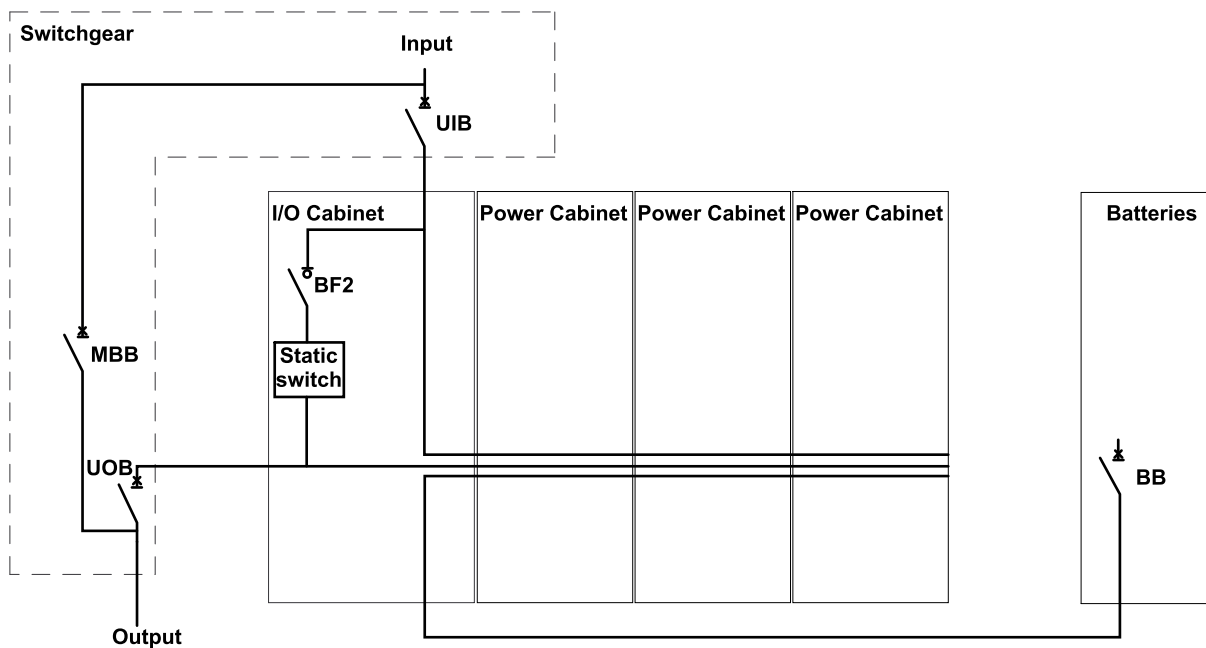 Switchgear
Input
UIB
I/O Cabinet
Power Cabinet
Power Cabinet
Power Cabinet
Batteries
BF2
MBB
Static
switch
UOB
BB
Output